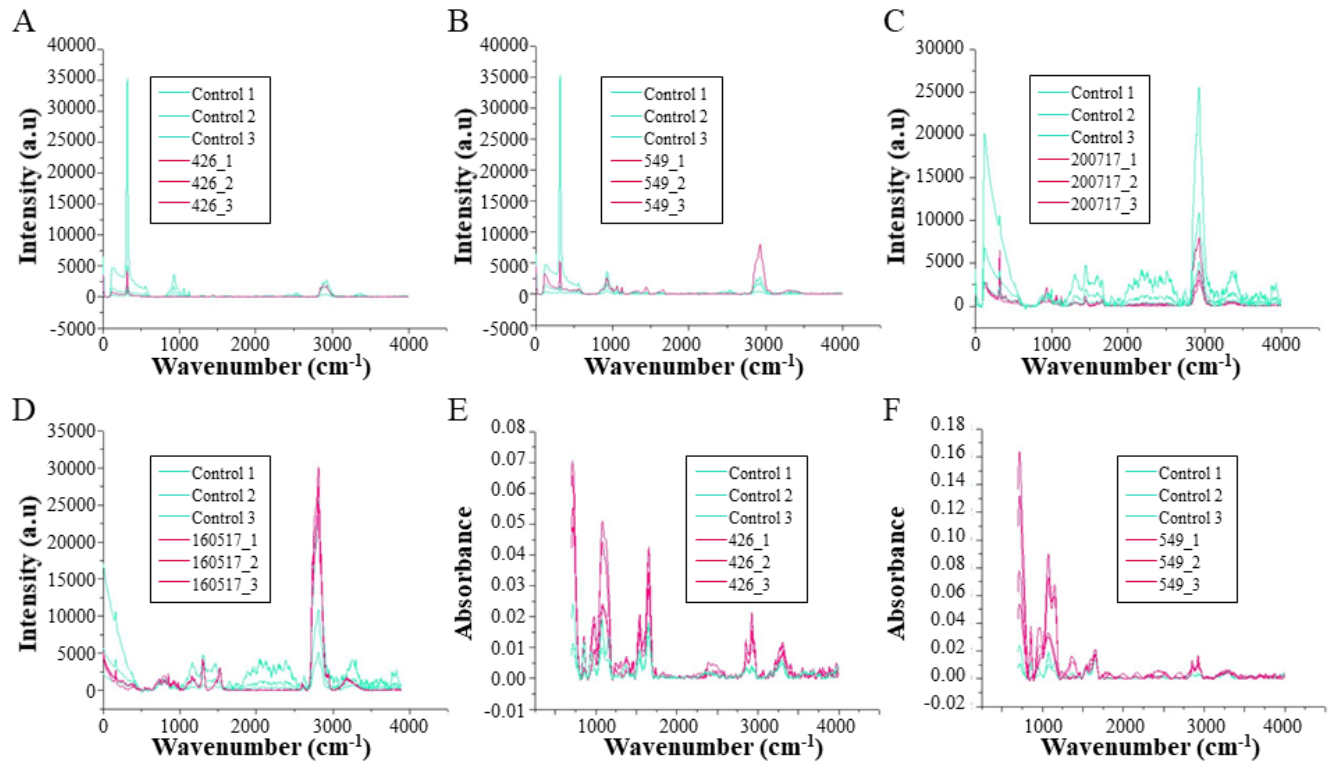 A
40000
35000
30000
25000
20000
15000
10000
5000
0
-5000
Intensity (a.u)
Control 1
Control 2
Control 3
426_1
426_2
426_3
0 1000 2000 3000 4000
Wavenumber (cm-1)
B
40000
35000
30000
25000
20000
15000
10000
5000
0
-5000
Intensity (a.u)
Control 1
Control 2
Control 3
549_1
549_2
549_3
0 1000 2000 3000 4000
Wavenumber (cm-1)
C
30000
25000
20000
15000
10000
5000
0
Intensity (a.u)
Control 1
Control 2
Control 3
200717_1
200717_2
200717_3
0 1000 2000 3000 4000
Wavenumber (cm-1)
D
35000
30000
25000
20000
15000
10000
5000
0
Intensity (a.u)
Control 1
Control 2
Control 3
160517_1
160517_2
160517_3
0 1000 2000 3000 4000
Wavenumber (cm-1)
E
0.08
0.07
0.06
0.05
0.04
0.03
0.02
0.01
0.00
-0.01
Absorbance
Control 1
Control 2
Control 3
426_1
426_2
426_3
1000 2000 3000 4000
Wavenumber (cm-1)
F
0.18
0.16
0.14
0.12
0.10
0.08
0.06
0.04
0.02
0.00
-0.02
Absorbance
Control 1
Control 2
Control 3
549_1
549_2
549_3
1000 2000 3000 4000
Wavenumber (cm-1)